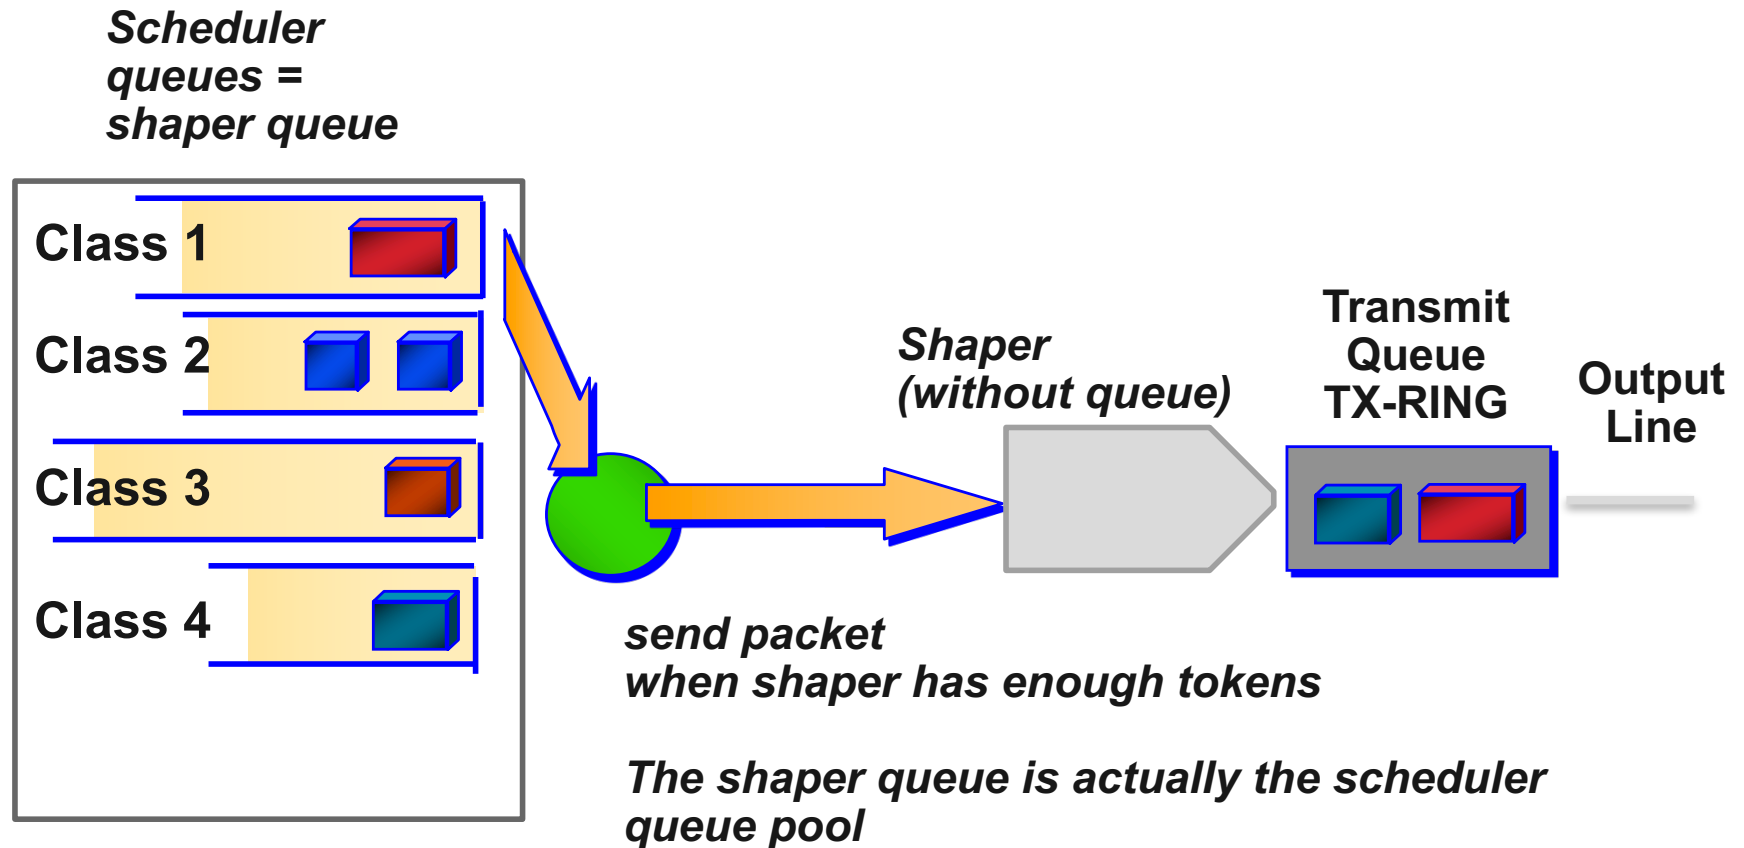 Scheduler
queues =
shaper queue
Class 1
Class 2
Class 3
Class 4
Shaper
(without queue)
Transmit
Queue
TX-RING
Output
Line
send packet
when shaper has enough tokens
The shaper queue is actually the scheduler
queue pool